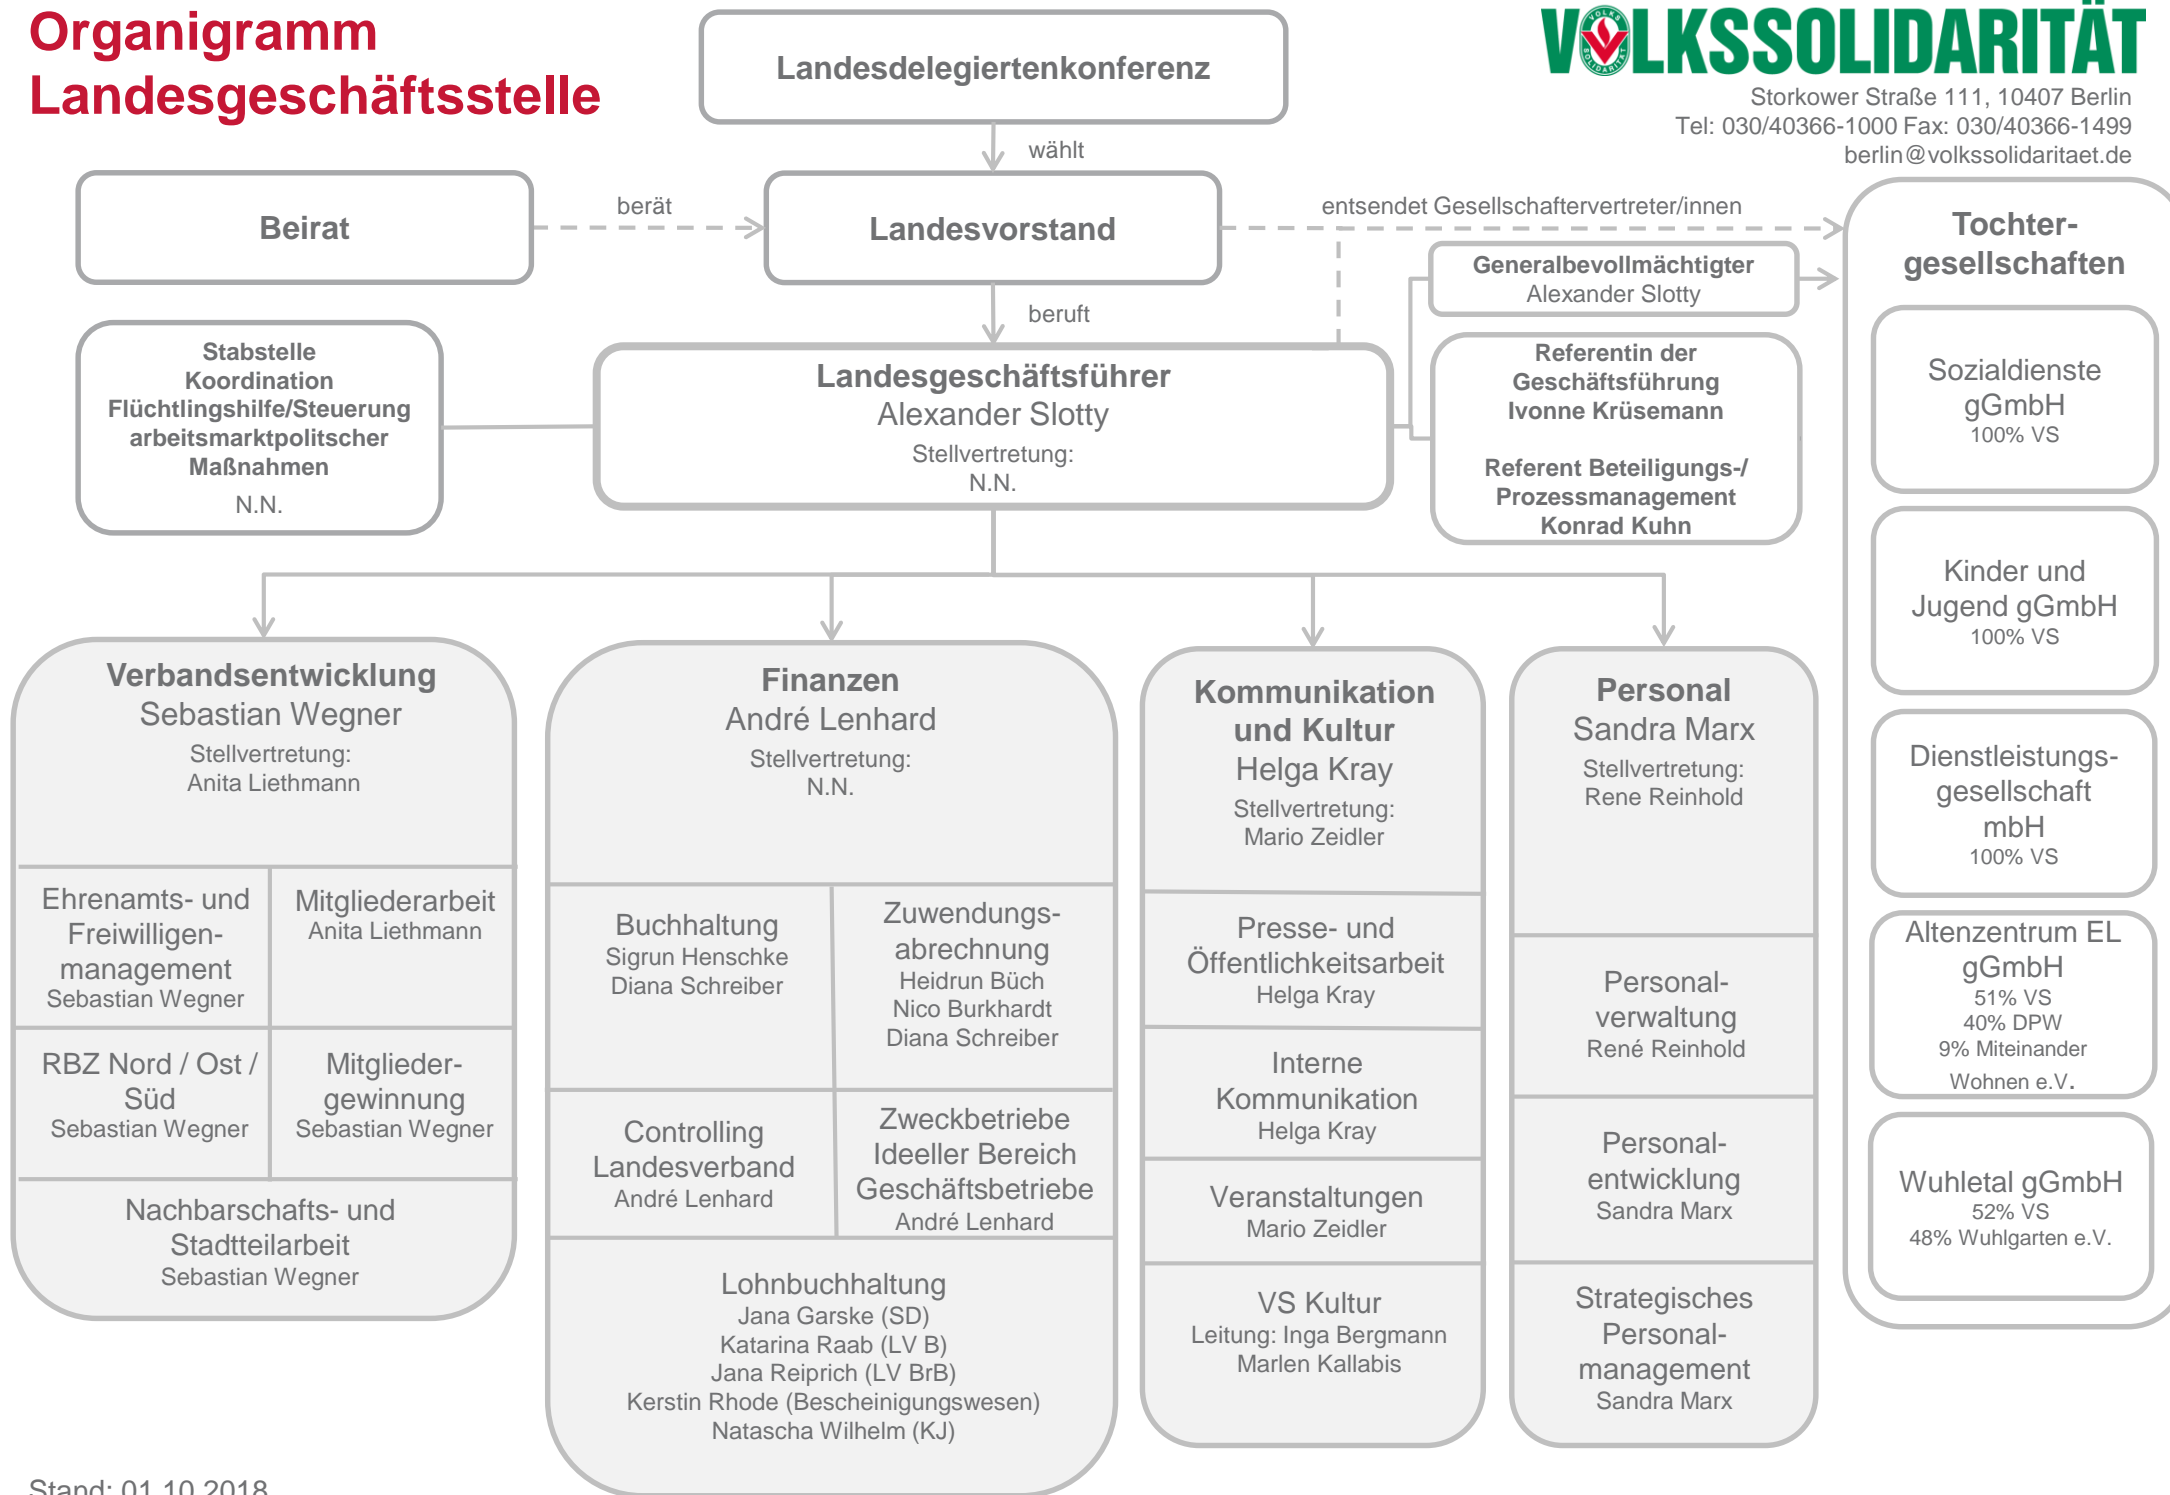 Organigramm
Landesgeschäftsstelle
VOLKSSOLIDARITÄT
VOLKS
SOLIDARITÄT
Storkower Straße 111, 10407 Berlin
Tel: 030/40366-1000 Fax: 030/40366-1499
berlin@volkssolidaritaet.de
Landesdelegiertenkonferenz
wählt
Beirat
berät
Landesvorstand
entsendet Gesellschaftervertreter/innen
beruft
Generalbevollmächtigter
Alexander Slotty
Stabstelle
Koordination
Flüchtlingshilfe/Steuerung
arbeitsmarktpolitscher
Maßnahmen
N.N.
Landesgeschäftsführer
Alexander Slotty
Stellvertretung:
N.N.
Referentin der
Geschäftsführung
Ivonne Krüsemann
Referent Beteiligungs-/
Prozessmanagement
Konrad Kuhn
Tochter-
gesellschaften
Sozialdienste
gGmbH
100% VS
Kinder und
Jugend gGmbH
100% VS
Dienstleistungs-
gesellschaft
mbH
100% VS
Altenzentrum EL
gGmbH
51% VS
40% DPW
9% Miteinander
Wohnen e.V.
Wuhletal gGmbH
52% VS
48% Wuhlgarten e.V.
Verbandsentwicklung
Sebastian Wegner
Stellvertretung:
Anita Liethmann
Ehrenamts- und
Freiwilligen-
management
Sebastian Wegner
Mitgliederarbeit
Anita Liethmann
RBZ Nord / Ost /
Süd
Sebastian Wegner
Mitglieder-
gewinnung
Sebastian Wegner
Nachbarschafts- und
Stadtteilarbeit
Sebastian Wegner
Finanzen
André Lenhard
Stellvertretung:
N.N.
Buchhaltung
Sigrun Henschke
Diana Schreiber
Zuwendungs-
abrechnung
Heidrun Büch
Nico Burkhardt
Diana Schreiber
Controlling
Landesverband
André Lenhard
Zweckbetriebe
Ideeller Bereich
Geschäftsbetriebe
André Lenhard
Lohnbuchhaltung
Jana Garske (SD)
Katarina Raab (LV B)
Jana Reiprich (LV BrB)
Kerstin Rhode (Bescheinigungswesen)
Natascha Wilhelm (KJ)
Kommunikation
und Kultur
Helga Kray
Stellvertretung:
Mario Zeidler
Presse- und
Öffentlichkeitsarbeit
Helga Kray
Interne
Kommunikation
Helga Kray
Veranstaltungen
Mario Zeidler
VS Kultur
Leitung: Inga Bergmann
Marlen Kallabis
Personal
Sandra Marx
Stellvertretung:
Rene Reinhold
Personal-
verwaltung
René Reinhold
Personal-
entwicklung
Sandra Marx
Strategisches
Personal-
management
Sandra Marx
Stand: 01.10.2018